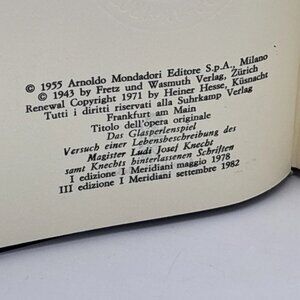 © 1955 Arnoldo Mondadori Editore S.p.A., Milano
© 1943 by Fretz und Wasmuth Verlag, Zürich
Renewal Copyright 1971 by Heiner Hesse, Küsnacht
Tutti i diritti riservati alla Suhrkamp Verlag
Frankfurt am Main
Titolo dell'opera originale
Das Glasperlenspiel
Versuch einer Lebensbeschreibung des
Magister Ludi Josef Knecht
samt Knechts hinterlassenen Schriften
I edizione I Meridiani maggio 1978
III edizione I Meridiani settembre 1982